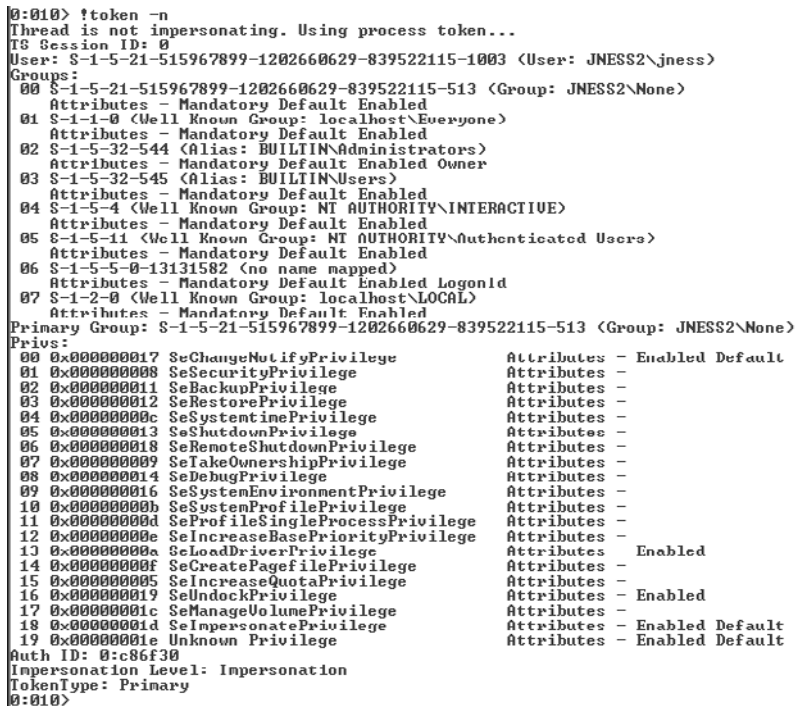 0:010> !token -n
Thread is not impersonating. Using process token...
TS Session ID: 0
User: S-1-5-21-515967899-1202660629-839522115-1003 (User: JNESS2\jness)
Groups:
00 S-1-5-21-515967899-1202660629-839522115-513 (Group: JNESS2\None)
Attributes - Mandatory Default Enabled
01 S-1-1-0 (Well Known Group: localhost\Everyone)
Attributes - Mandatory Default Enabled
02 S-1-5-32-544 (Alias: BUILTIN\Administrators)
Attributes - Mandatory Default Enabled Owner
03 S-1-5-32-545 (Alias: BUILTIN\Users)
Attributes - Mandatory Default Enabled
04 S-1-5-4 (Well Known Group: NT AUTHORITY\INTERACTIVE)
Attributes - Mandatory Default Enabled
05 S-1-5-11 (Well Known Group: NT AUTHORITY\Authenticated Users)
Attributes - Mandatory Default Enabled
06 S-1-5-5-0-13131582 (no name mapped)
Attributes - Mandatory Default Enabled LogonId
07 S-1-2-0 (Well Known Group: localhost\LOCAL)
Attributes - Mandatory Default Enabled
Primary Group: S-1-5-21-515967899-1202660629-839522115-513 (Group: JNESS2\None)
Privs:
00 0x000000017 SeChangeNotifyPrivilege Attributes - Enabled Default
01 0x000000008 SeSecurityPrivilege Attributes -
02 0x000000011 SeBackupPrivilege Attributes -
03 0x000000012 SeRestorePrivilege Attributes -
04 0x00000000c SeSystemtimePrivilege Attributes -
05 0x000000013 SeShutdownPrivilege Attributes -
06 0x000000018 SeRemoteShutdownPrivilege Attributes -
07 0x000000009 SeTakeOwnershipPrivilege Attributes -
08 0x000000014 SeDebugPrivilege Attributes -
09 0x000000016 SeSystemEnvironmentPrivilege Attributes -
10 0x00000000b SeSystemProfilePrivilege Attributes -
11 0x00000000d SeProfileSingleProcessPrivilege Attributes -
12 0x00000000e SeIncreaseBasePriorityPrivilege Attributes -
13 0x00000000a SeLoadDriverPrivilege Attributes - Enabled
14 0x00000000f SeCreatePagefilePrivilege Attributes -
15 0x000000005 SeIncreaseQuotaPrivilege Attributes -
16 0x000000019 SeUndockPrivilege Attributes - Enabled
17 0x00000001c SeManageVolumePrivilege Attributes -
18 0x00000001d SeImpersonatePrivilege Attributes - Enabled Default
19 0x00000001e Unknown Privilege Attributes - Enabled Default
Auth ID: 0:c86f30
Impersonation Level: Impersonation
TokenType: Primary
0:010>